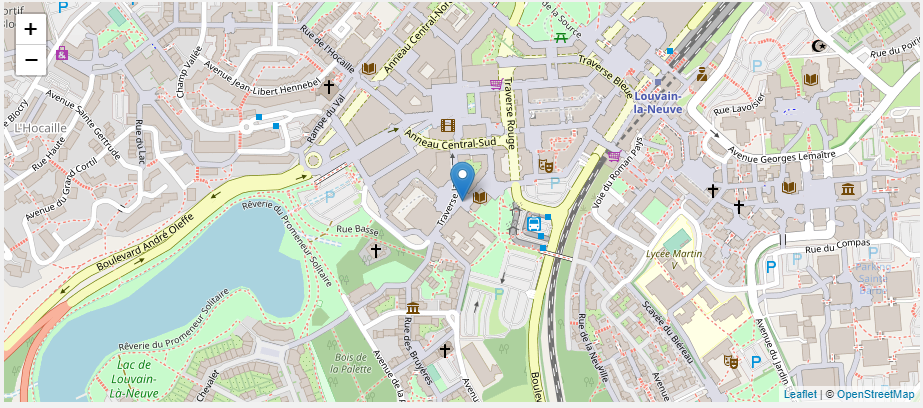 +
−
P
Champ Vallée
Rue de l'Hocaille
Anneau Central-Nord
de la Source
Traverse Bleue
Louvain-
la-Neuve
Rue du Poirier
Rue Lavoisier
Avenue Jean-Libert Hennebel
Rampe du Val
Traverse Rouge
Anneau Central-Sud
Avenue Georges Lemaître
e Blocry
Avenue Sainte Gertrude
L'Hocaille
Rue Haute
Rue du Lac
Avenue du Grand Cortil
Voie du Roman Pays
P
P
Traverse
Boulevard André Oleffe
Rêverie du Promeneur Solitaire
Rue Basse
Rue du Compas
Lycée Martin
V
P
P
P
Parking
Sainte
Barbe
P
Rêverie du Promeneur Solitaire
Rue des Bruyères
Scavée du Biéreau
Rue de la Neuville
Avenue du Jardin
Lac de
Louvain-
La-Neuve
Bois de
la Palette
Chevalet
Avenue de la
Boulev
Avenue
P
Leaflet | © OpenStreetMap